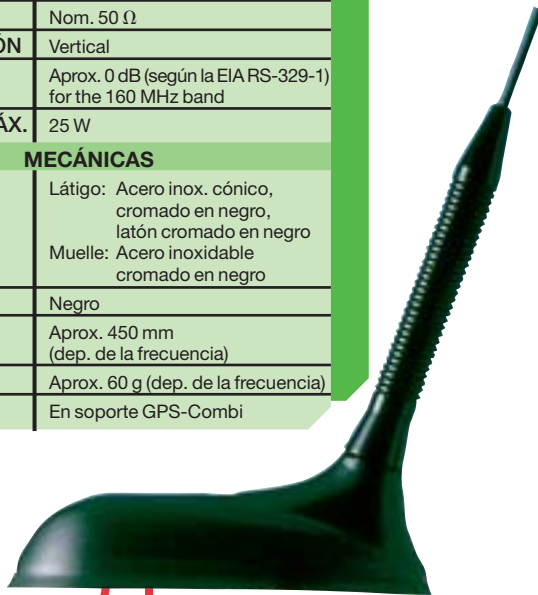 Nom. 50 Ω
ÓN Vertical
Aprox. 0 dB (según la EIA RS-329-1)
for the 160 MHz band
ÁX. 25 W
MECÁNICAS
Látigo: Acero inox. cónico,
cromado en negro,
latón cromado en negro
Muelle: Acero inoxidable
cromado en negro
Negro
Aprox. 450 mm
(dep. de la frecuencia)
Aprox. 60 g (dep. de la frecuencia)
En soporte GPS-Combi